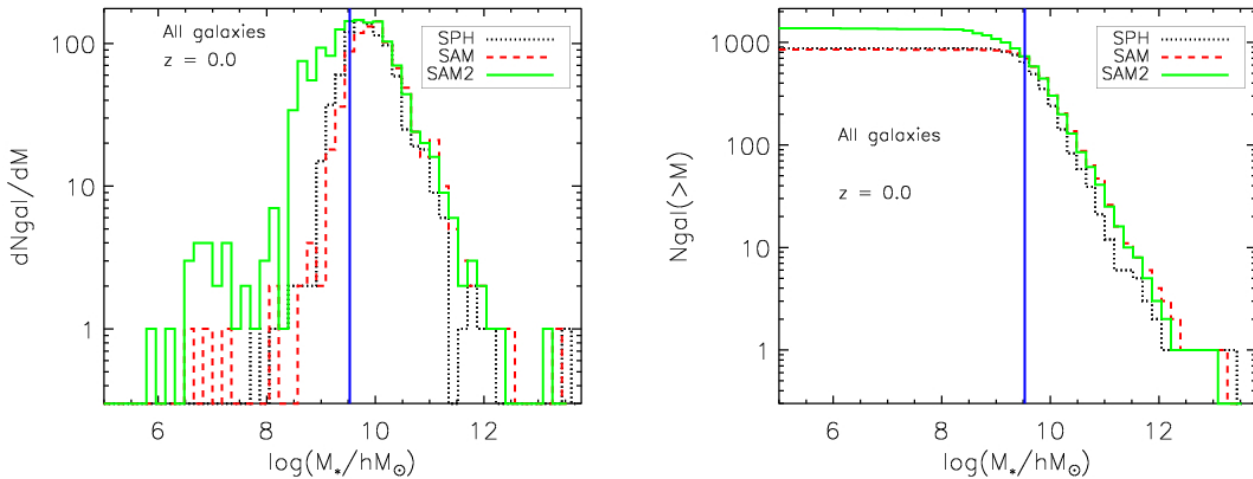 All galaxies
z = 0.0
SPH
SAM
SAM2
100
10
1
dNgal/dM
6 8 10 12
log(M*/hM☉)
All galaxies
z = 0.0
SPH
SAM
SAM2
1000
100
10
1
Ngal(>M)
6 8 10 12
log(M*/hM☉)